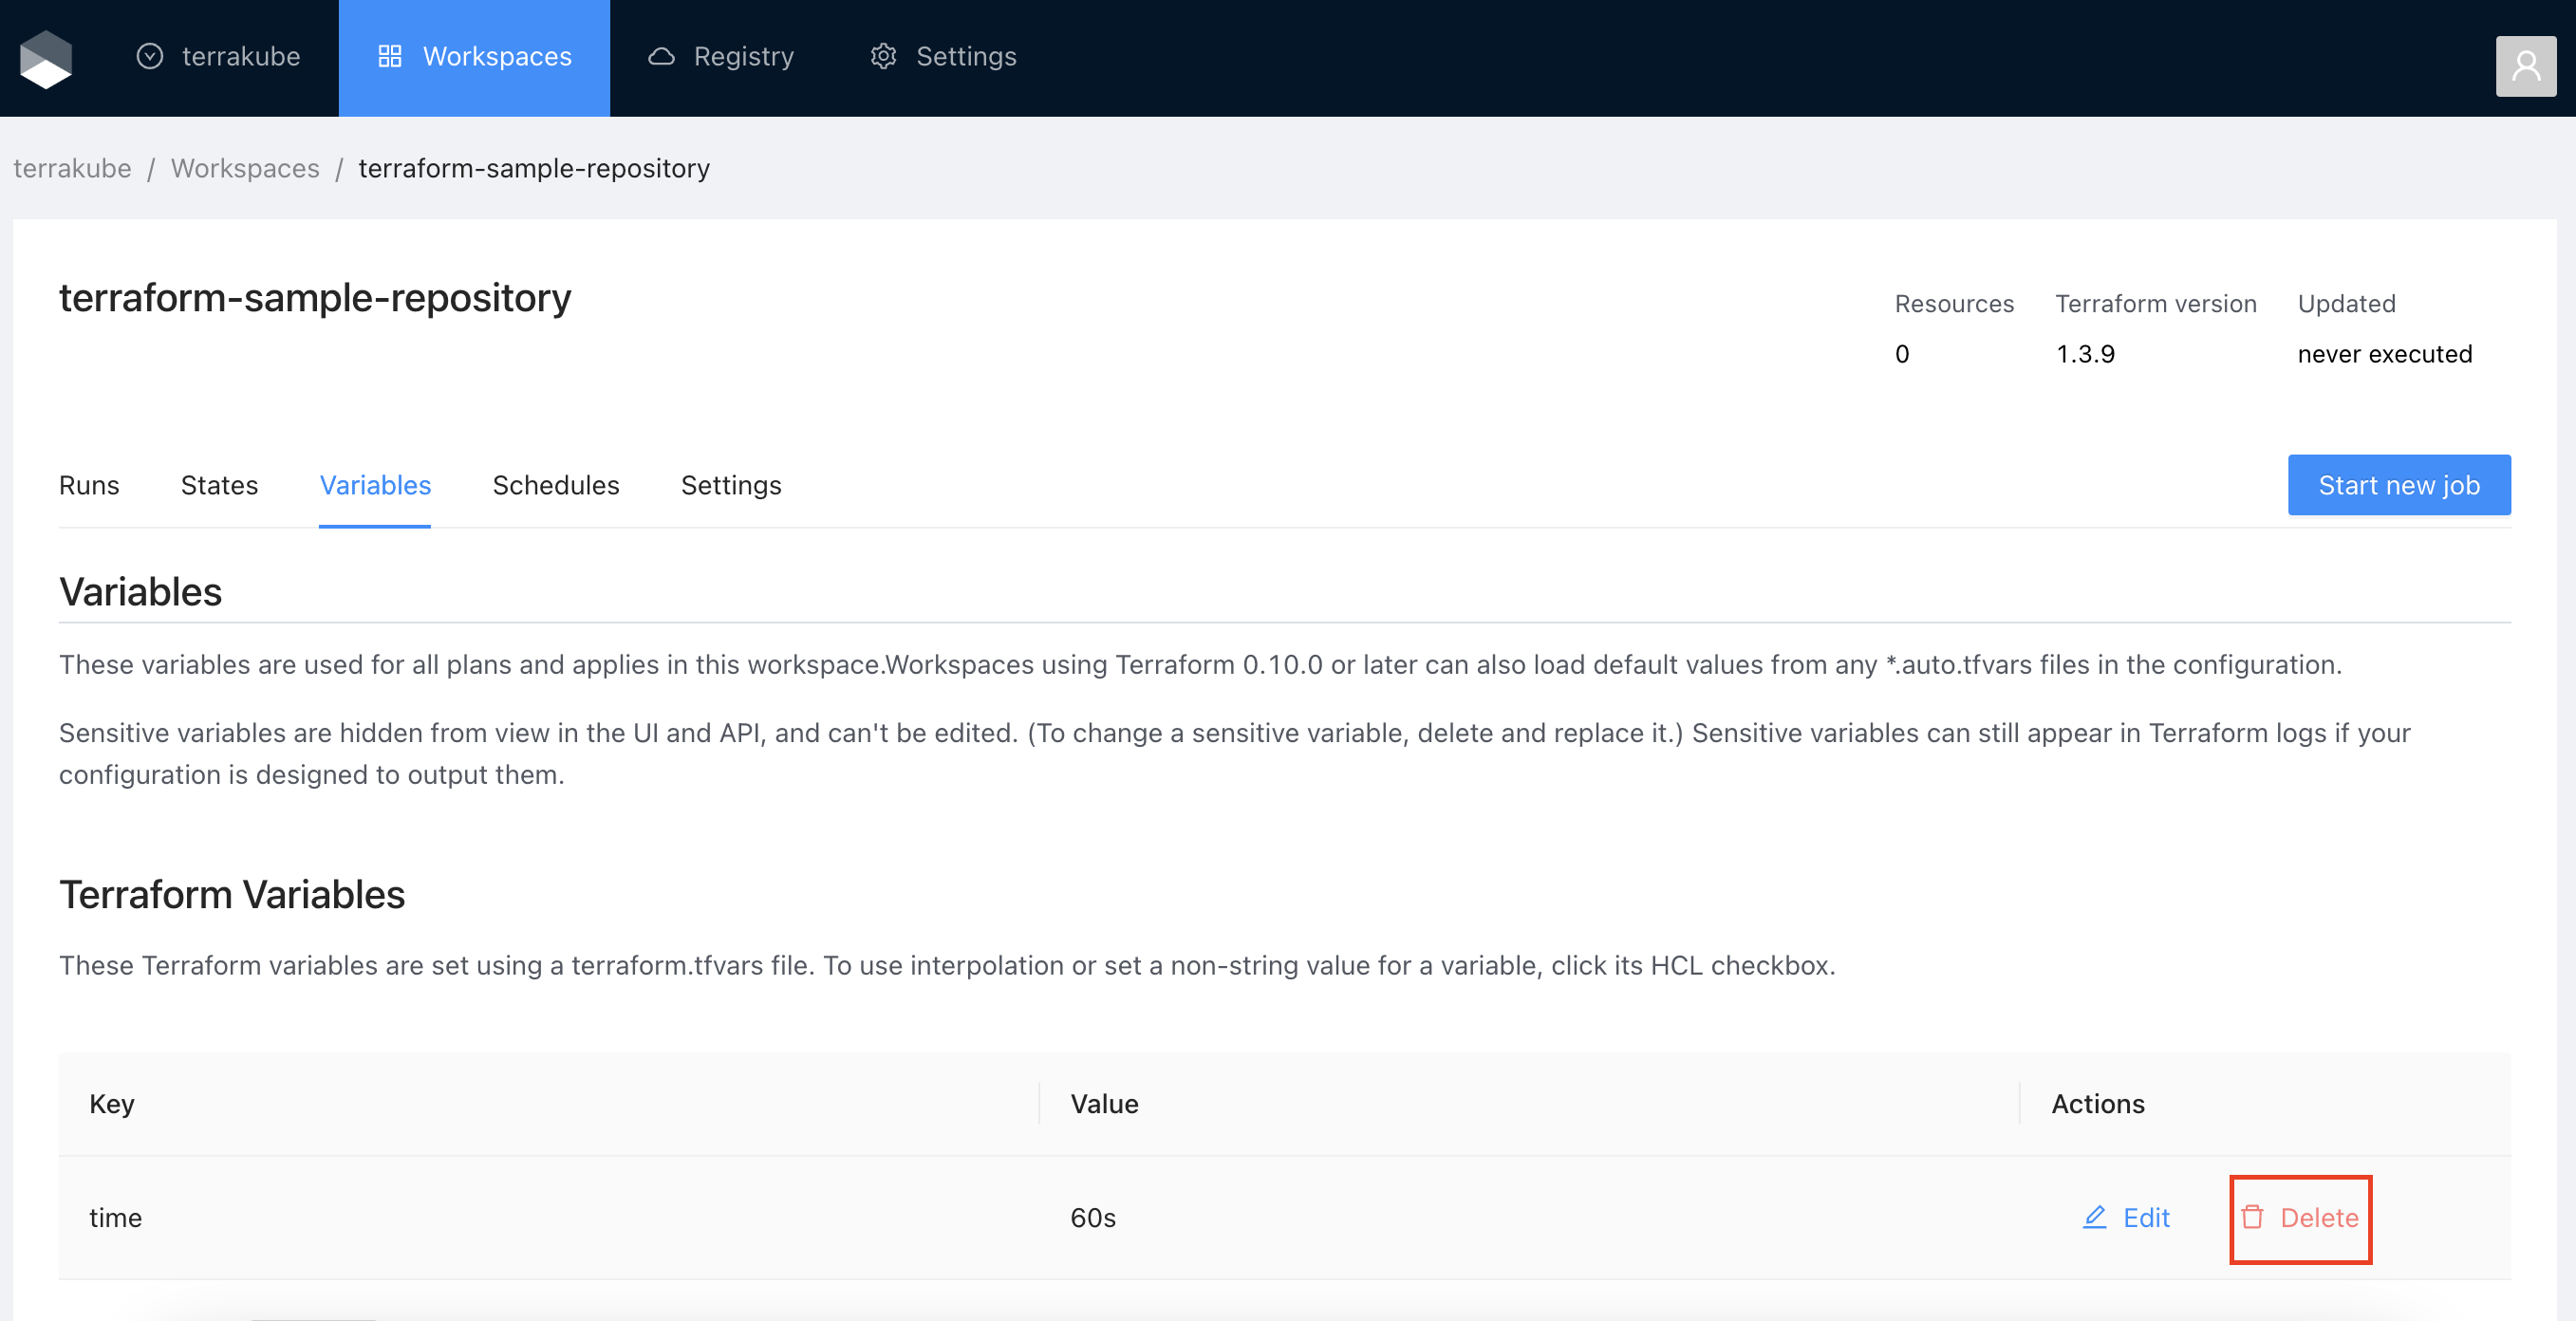 terrakube Workspaces Registry Settings
terrakube / Workspaces / terraform-sample-repository
terraform-sample-repository
Resources Terraform version Updated
0 1.3.9 never executed
Runs States Variables Schedules Settings Start new job
Variables
These variables are used for all plans and applies in this workspace.Workspaces using Terraform 0.10.0 or later can also load default values from any *.auto.tfvars files in the configuration.
Sensitive variables are hidden from view in the UI and API, and can't be edited. (To change a sensitive variable, delete and replace it.) Sensitive variables can still appear in Terraform logs if your
configuration is designed to output them.
Terraform Variables
These Terraform variables are set using a terraform.tfvars file. To use interpolation or set a non-string value for a variable, click its HCL checkbox.
Key Value Actions
time 60s Edit Delete